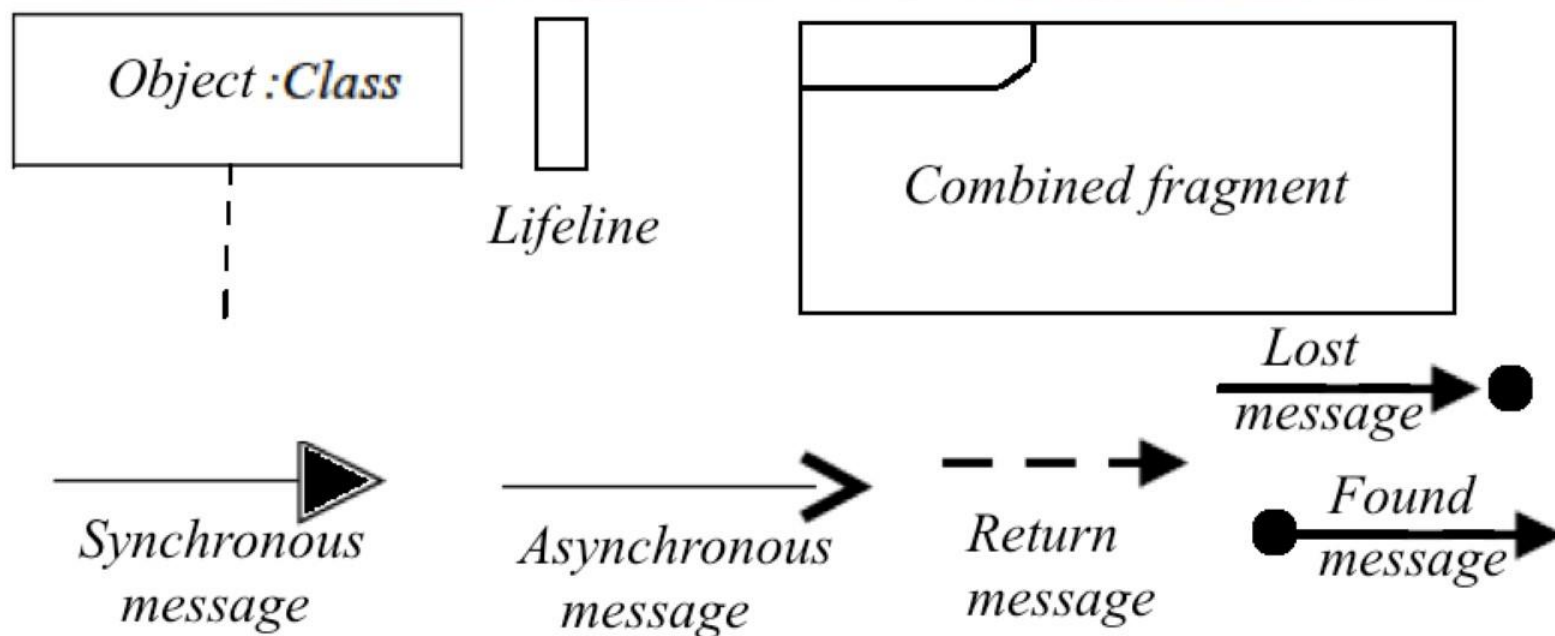 Object :Class
Lifeline
Combined fragment
Lost
message
Synchronous
message
Asynchronous
message
Return
message
Found
message